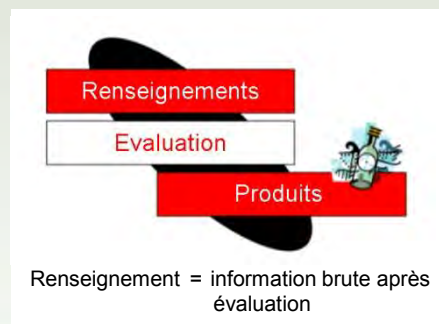 Renseignements
Evaluation
Produits
Renseignement = information brute après
évaluation